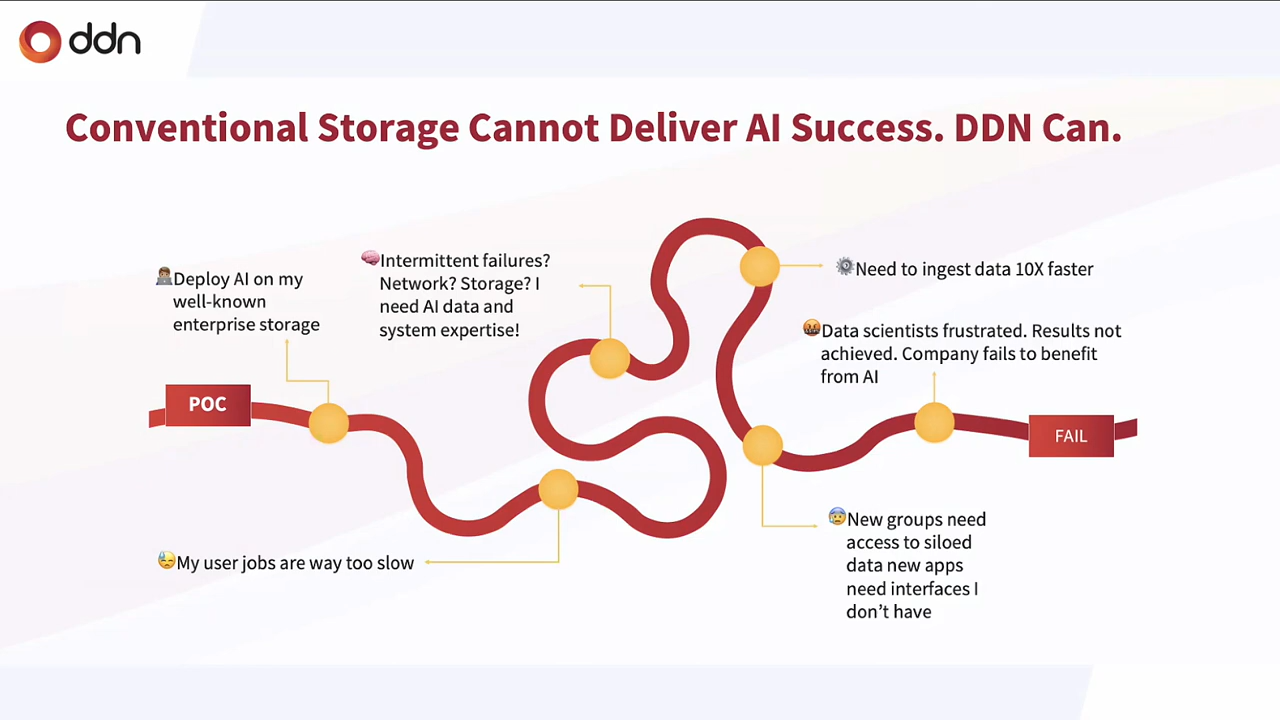 ddn
Conventional Storage Cannot Deliver AI Success. DDN Can.
POC
Deploy AI on my
well-known
enterprise storage
My user jobs are way too slow
Intermittent failures?
Network? Storage? I
need AI data and
system expertise!
Need to ingest data 10X faster
New groups need
access to siloed
data new apps
need interfaces I
don’t have
Data scientists frustrated. Results not
achieved. Company fails to benefit
from AI
FAIL